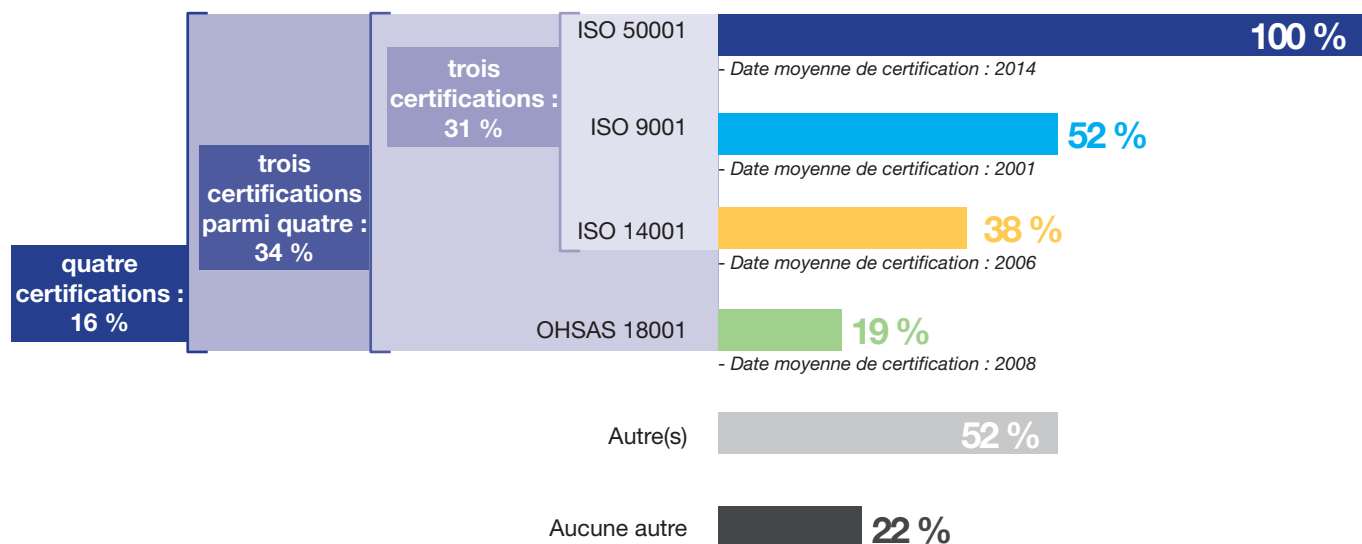 ISO 50001
100 %
- Date moyenne de certification : 2014
trois
certifications :
31 %
ISO 9001
52 %
- Date moyenne de certification : 2001
trois
certifications
parmi quatre :
34 %
ISO 14001
38 %
- Date moyenne de certification : 2006
quatre
certifications :
16 %
OHSAS 18001
19 %
- Date moyenne de certification : 2008
Autre(s)
52 %
Aucune autre
22 %